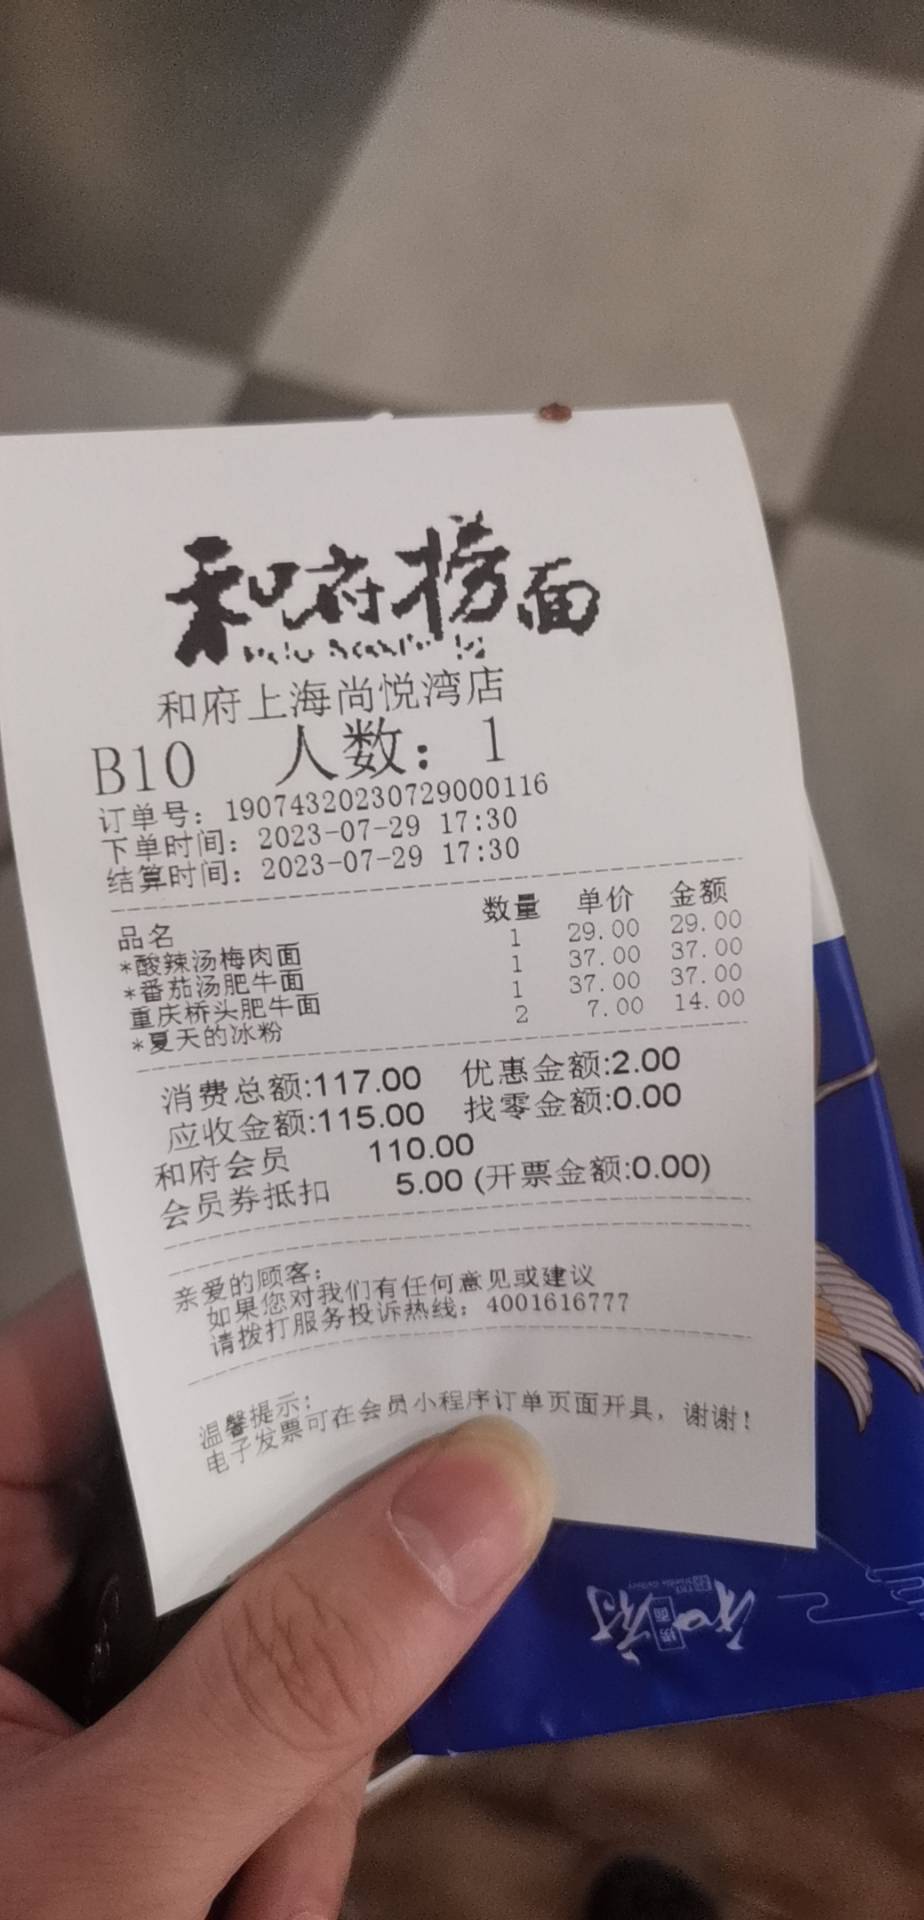 和府捞面
和府上海尚悦湾店
B10 人数：1
订单号：19074320230729000116
下单时间：2023-07-29 17:30
结算时间：2023-07-29 17:30
品名 数量 单价 金额
*酸辣汤梅肉面 1 29.00 29.00
*番茄汤肥牛面 1 37.00 37.00
重庆桥头肥牛面 1 37.00 37.00
*夏天的冰粉 2 7.00 14.00
消费总额:117.00 优惠金额:2.00
应收金额:115.00 找零金额:0.00
和府会员 110.00
会员券抵扣 5.00 (开票金额:0.00)
亲爱的顾客：
如果您对我们有任何意见或建议
请拨打服务投诉热线：4001616777
温馨提示：
电子发票可在会员小程序订单页面开具，谢谢！
和府
捞面